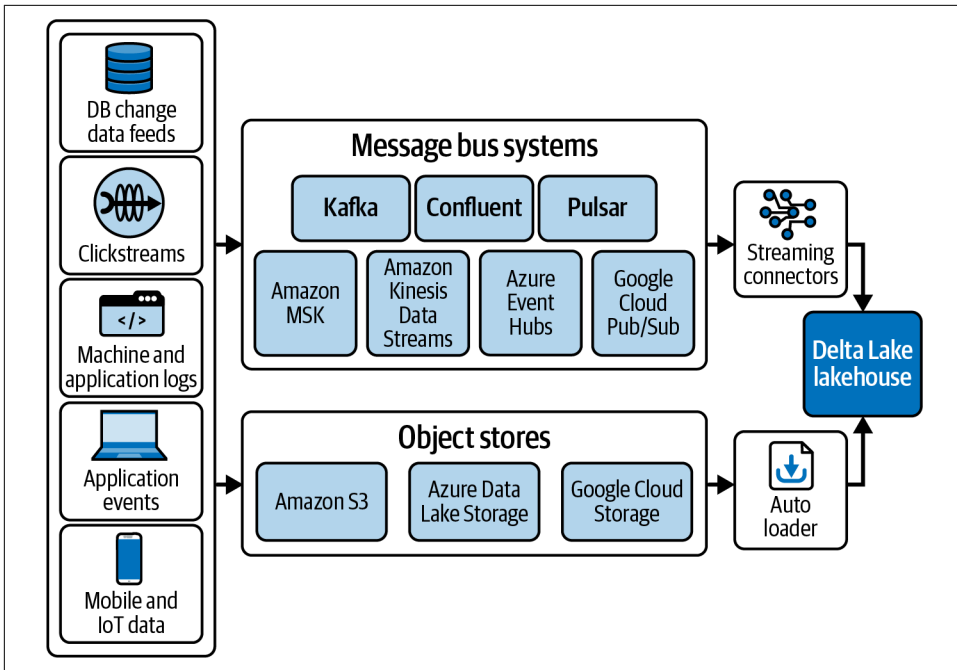 DB change
data feeds
Clickstreams
</>
Machine and
application logs
Application
events
Mobile and
IoT data
Message bus systems
Kafka
Confluent
Pulsar
Amazon
MSK
Amazon
Kinesis
Data
Streams
Azure
Event
Hubs
Google
Cloud
Pub/Sub
Object stores
Amazon S3
Azure Data
Lake Storage
Google Cloud
Storage
Streaming
connectors
Auto
loader
Delta Lake
lakehouse